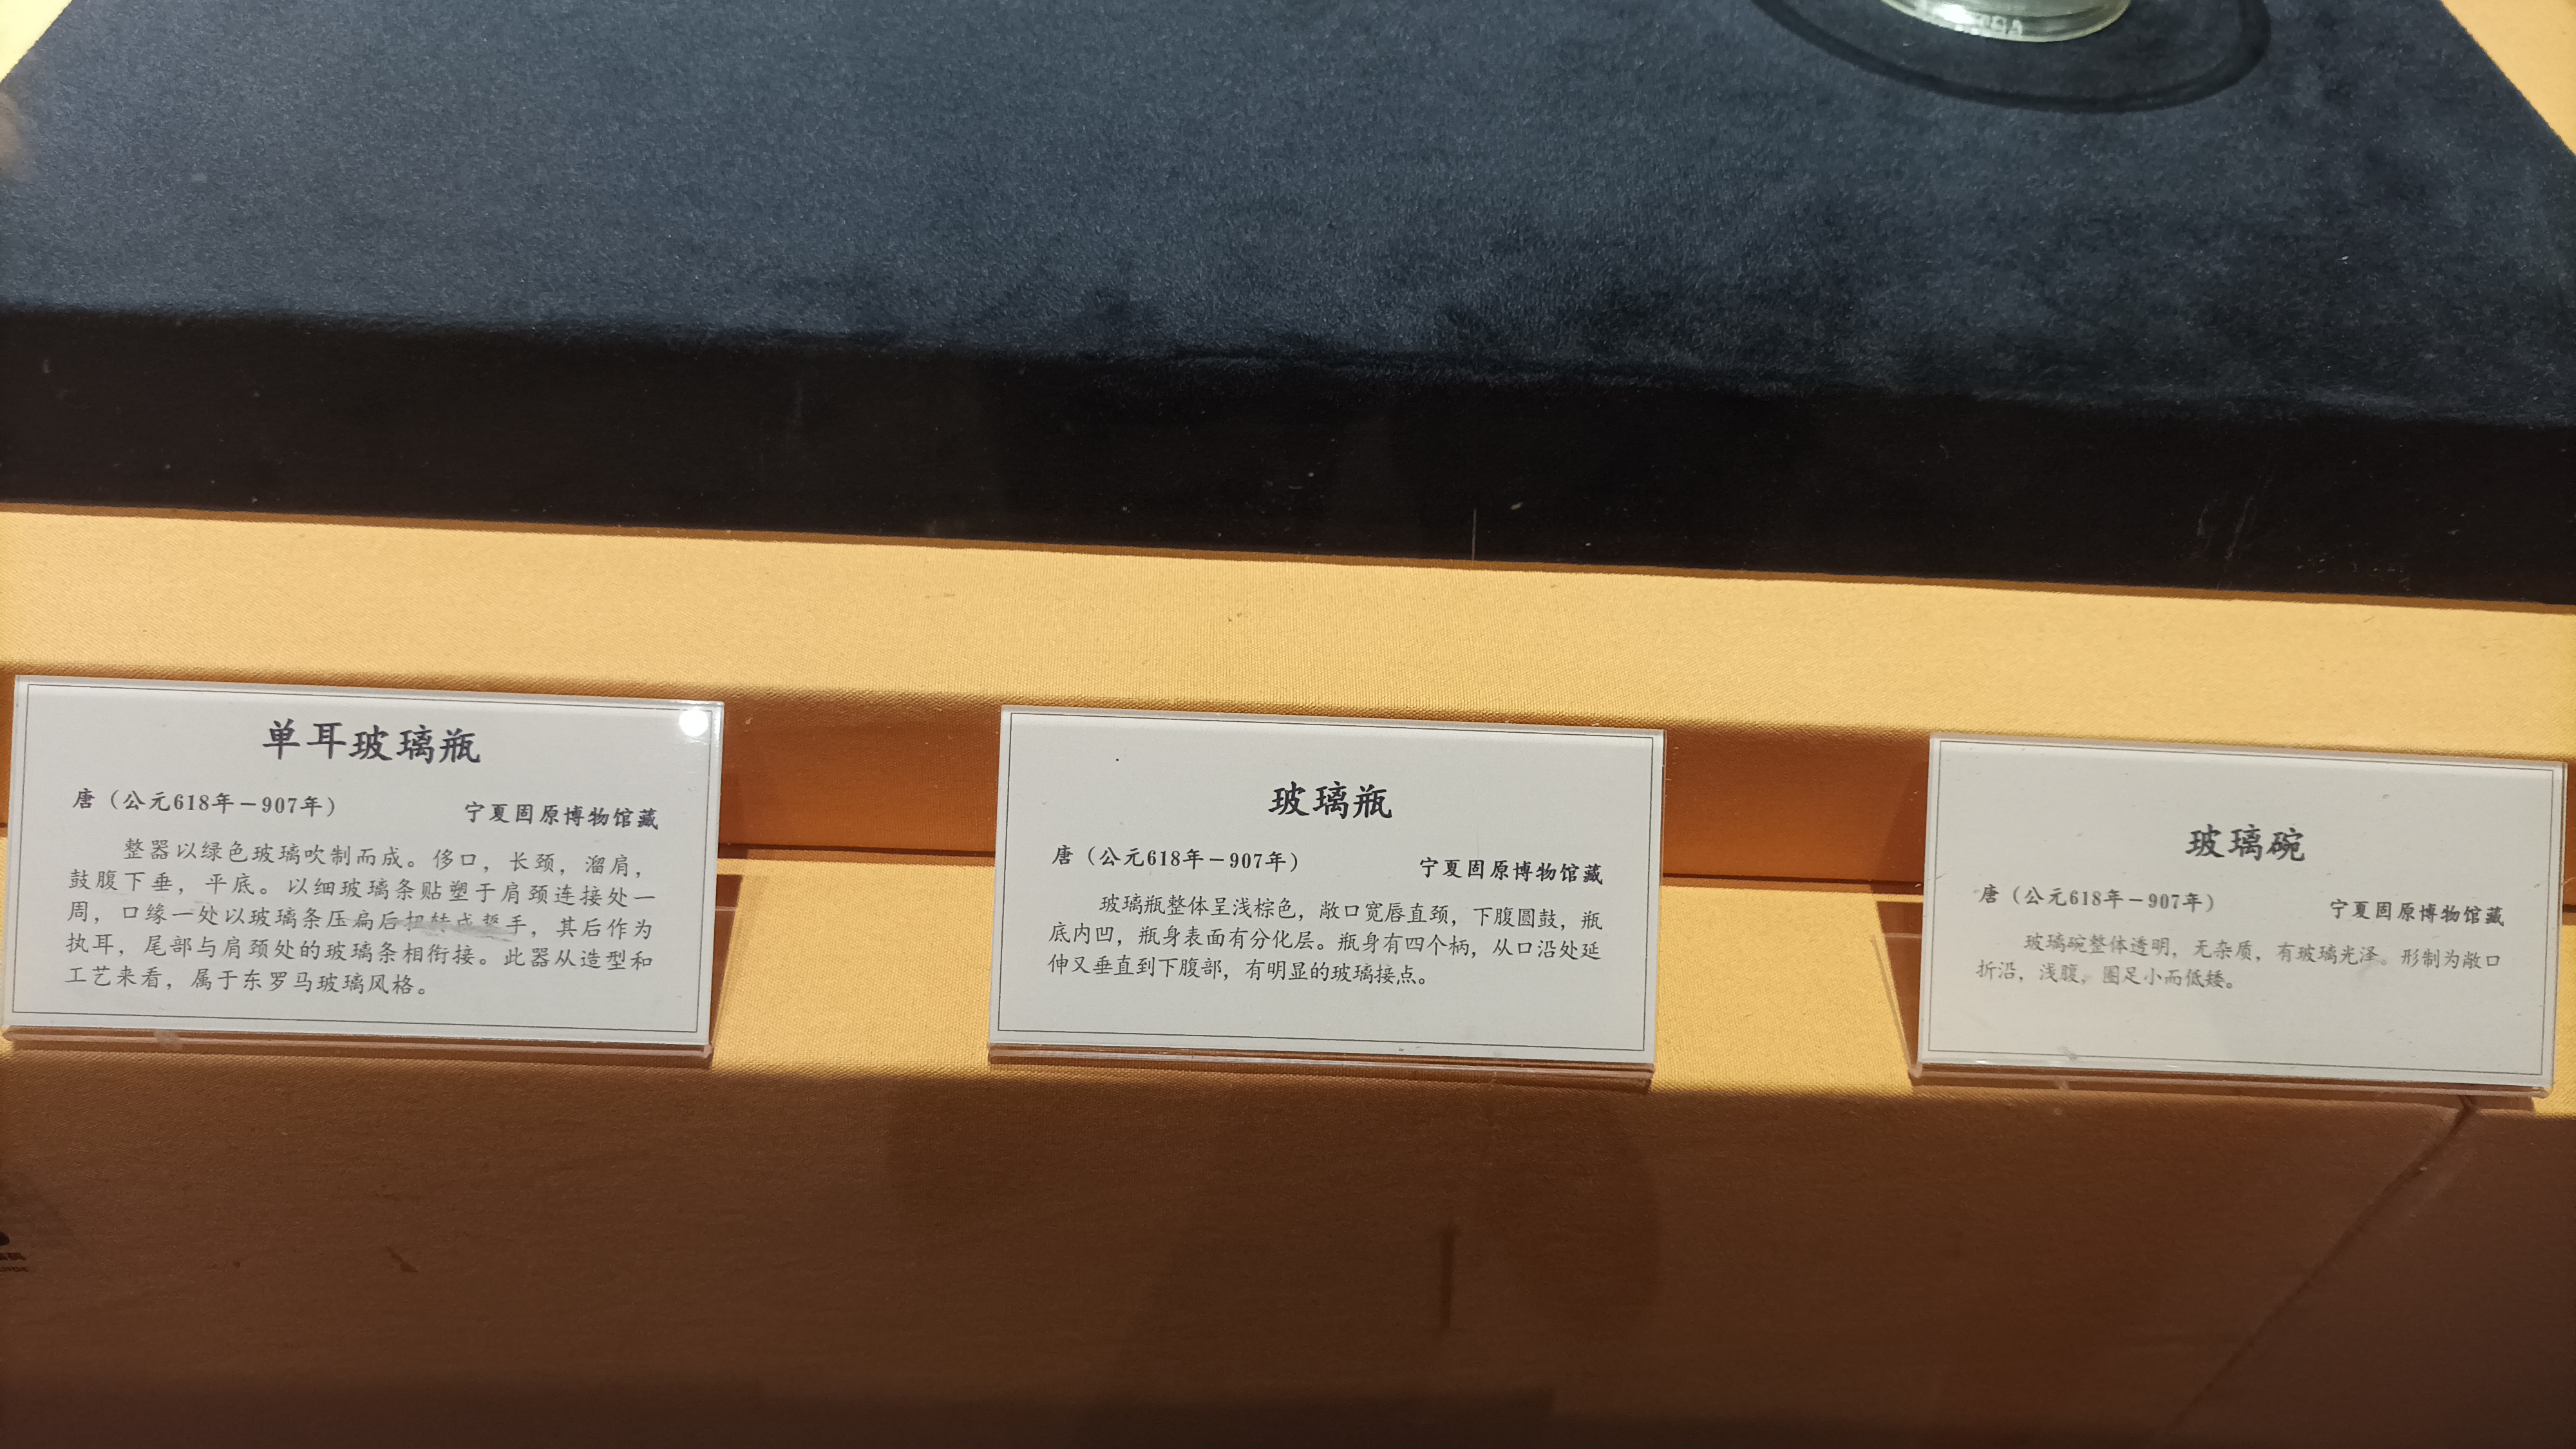 单耳玻璃瓶
唐（公元618年－907年）
宁夏固原博物馆藏
整器以绿色玻璃吹制而成。侈口，长颈，溜肩，
鼓腹下垂，平底。以细玻璃条贴塑于肩颈连接处一
周，口缘一处以玻璃条压扁后扭转成錾手，其后作为
执耳，尾部与肩颈处的玻璃条相衔接。此器从造型和
工艺来看，属于东罗马玻璃风格。
玻璃瓶
唐（公元618年－907年）
宁夏固原博物馆藏
玻璃瓶整体呈浅棕色，敞口宽唇直颈，下腹圆鼓，瓶
底内凹，瓶身表面有分化层。瓶身有四个柄，从口沿处延
伸又垂直到下腹部，有明显的玻璃接点。
玻璃碗
唐（公元618年－907年）
宁夏固原博物馆藏
玻璃碗整体透明，无杂质，有玻璃光泽。形制为敞口
折沿，浅腹，圈足小而低矮。